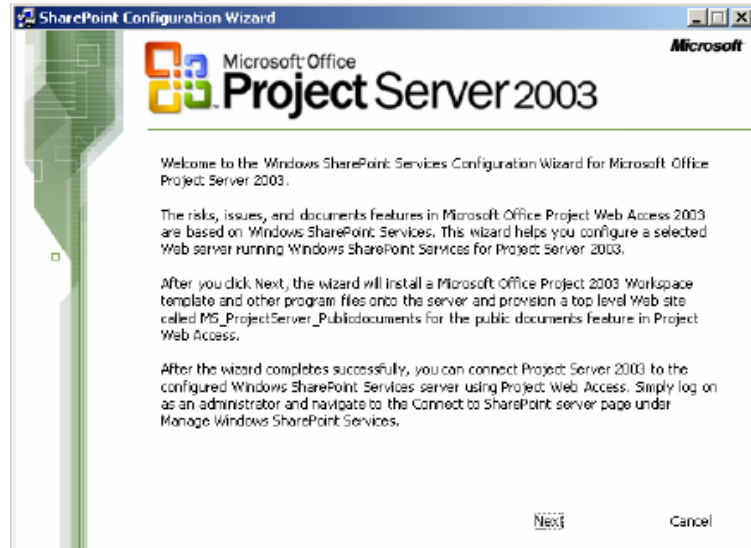 SharePoint Configuration Wizard
Microsoft
Microsoft Office
Project Server 2003
Welcome to the Windows SharePoint Services Configuration Wizard for Microsoft Office
Project Server 2003.
The risks, issues, and documents features in Microsoft Office Project Web Access 2003
are based on Windows SharePoint Services. This wizard helps you configure a selected
Web server running Windows SharePoint Services for Project Server 2003.
After you click Next, the wizard will install a Microsoft Office Project 2003 Workspace
template and other program files onto the server and provision a top level Web site
called MS_ProjectServer_Publicdocuments for the public documents feature in Project
Web Access.
After the wizard completes successfully, you can connect Project Server 2003 to the
configured Windows SharePoint Services server using Project Web Access. Simply log on
as an administrator and navigate to the Connect to SharePoint server page under
Manage Windows SharePoint Services.
Next Cancel